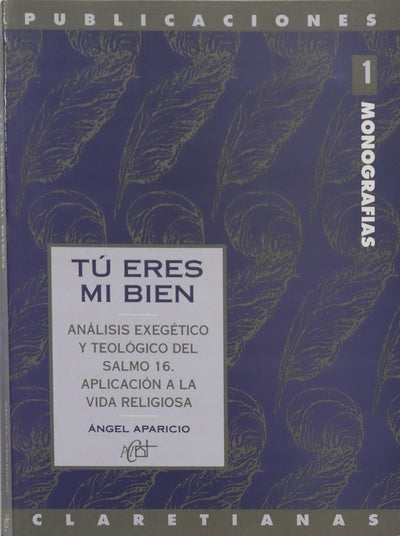 PUBLICACIONES
1
MONOGRAFIAS
TÚ ERES
MI BIEN
ANÁLISIS EXEGÉTICO
Y TEOLÓGICO DEL
SALMO 16.
APLICACIÓN A LA
VIDA RELIGIOSA
ÁNGEL APARICIO
CLARETIANAS